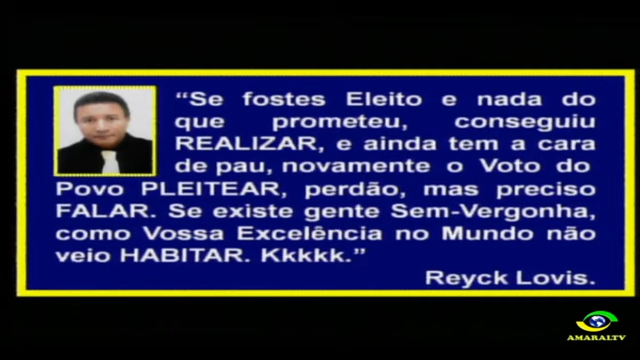 “Se fostes Eleito e nada do
que prometeu, conseguiu
REALIZAR, e ainda tem a cara
de pau, novamente o Voto do
Povo PLEITEAR, perdão, mas preciso
FALAR. Se existe gente Sem-Vergonha,
como Vossa Excelência no Mundo não
veio HABITAR. Kkkkk.”
Reyck Lovis.
AMARALTV